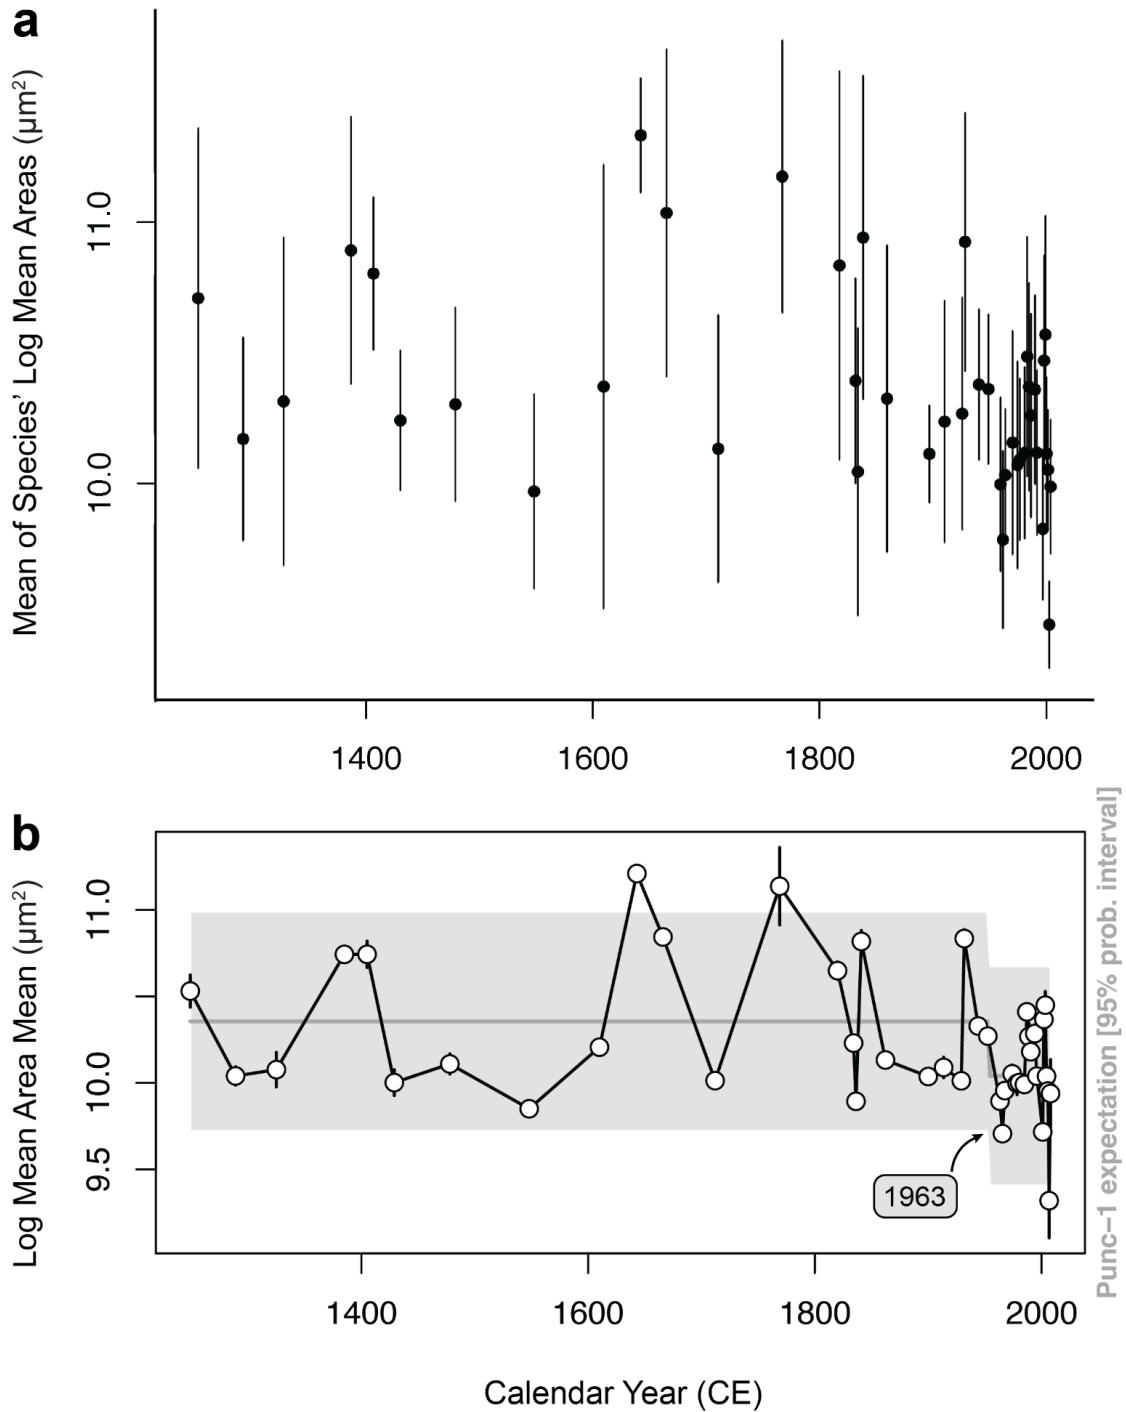 a
Mean of Species’ Log Mean Areas (μm²)
11.0
10.0
1400 1600 1800 2000
b
Log Mean Area Mean (μm²)
11.0
10.0
9.5
1963
Punc–1 expectation [95% prob. interval]
1400 1600 1800 2000
Calendar Year (CE)